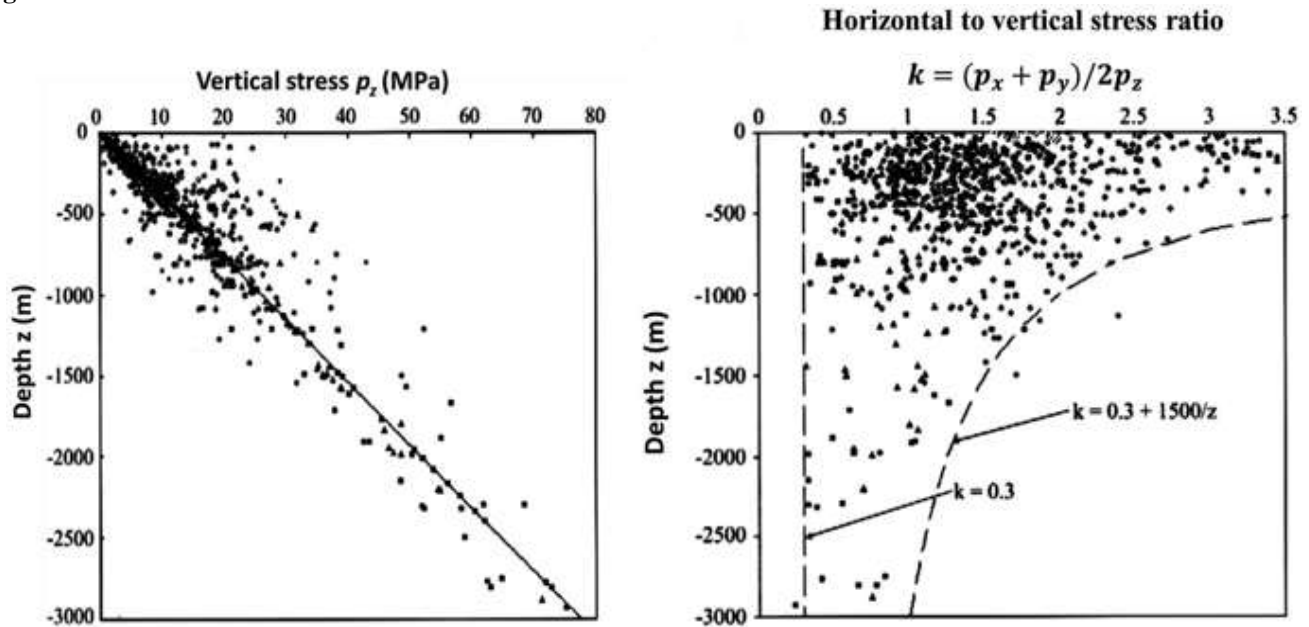 Horizontal to vertical stress ratio
Vertical stress p_z (MPa)
k = (p_x + p_y)/2p_z
0 10 20 30 40 50 60 70 80
0
-500
-1000
-1500
-2000
-2500
-3000
Depth z (m)
0 0.5 1 1.5 2 2.5 3 3.5
0
-500
-1000
-1500
-2000
-2500
-3000
Depth z (m)
k = 0.3 + 1500/z
k = 0.3